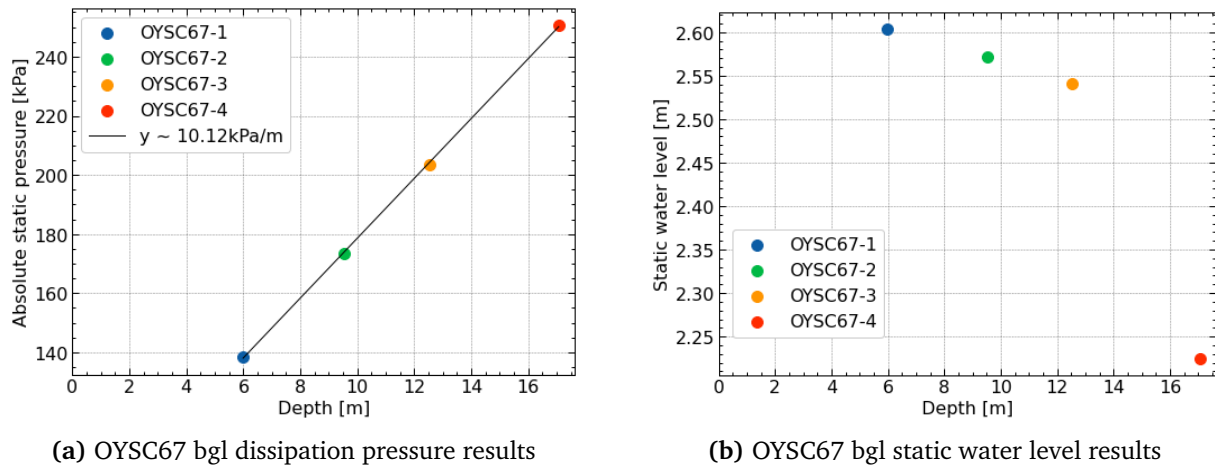 Absolute static pressure [kPa]
240
220
200
180
160
140
0
2
4
6
8
10
12
14
16
Depth [m]
OYSC67-1
OYSC67-2
OYSC67-3
OYSC67-4
y ~ 10.12kPa/m
(a) OYSC67 bgl dissipation pressure results
Static water level [m]
2.60
2.55
2.50
2.45
2.40
2.35
2.30
2.25
0
2
4
6
8
10
12
14
16
Depth [m]
OYSC67-1
OYSC67-2
OYSC67-3
OYSC67-4
(b) OYSC67 bgl static water level results